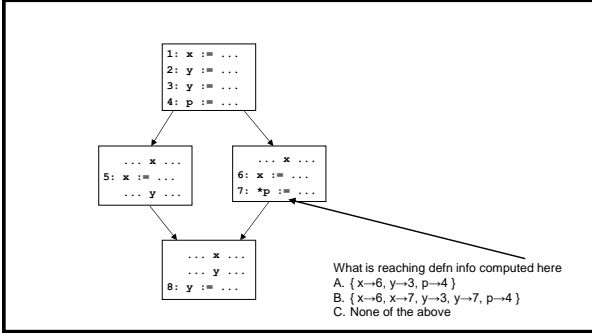 1: x := ...
2: y := ...
3: y := ...
4: p := ...
... x ...
5: x := ...
... y ...
... x ...
6: x := ...
7: *p := ...
... x ...
... y ...
8: y := ...
What is reaching defn info computed here
A. { x→6, y→3, p→4 }
B. { x→6, x→7, y→3, y→7, p→4 }
C. None of the above